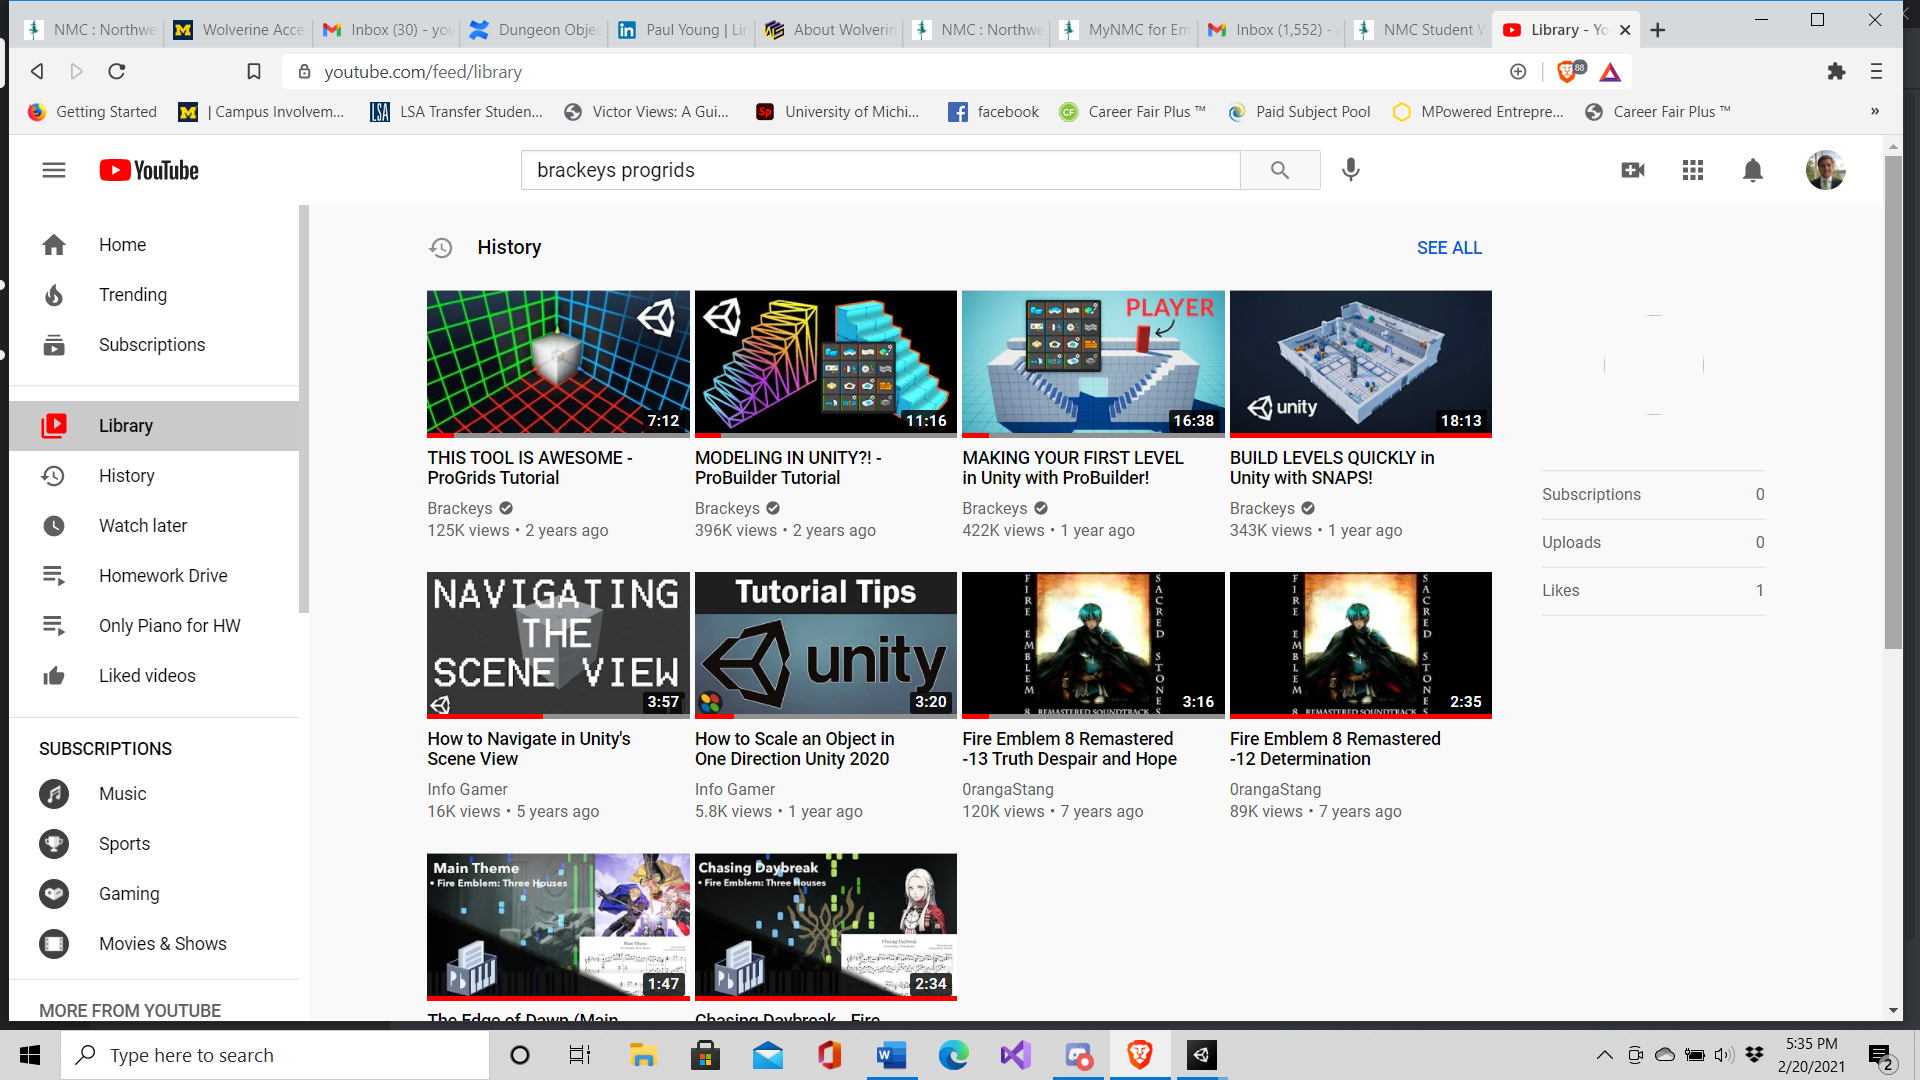 NMC : Northwe
Wolverine Acce
Inbox (30) - you
Dungeon Objec
Paul Young | Lin
About Wolverin
NMC : Northwe
MyNMC for Em
Inbox (1,552) -
NMC Student W
Library - Yo
youtube.com/feed/library
88
Getting Started
| Campus Involvem...
LSA Transfer Studen...
Victor Views: A Gui...
University of Michi...
facebook
Career Fair Plus ™
Paid Subject Pool
MPowered Entrepre...
Career Fair Plus ™
»
YouTube
brackeys progrids
Home
Trending
Subscriptions
Library
History
Watch later
Homework Drive
Only Piano for HW
Liked videos
SUBSCRIPTIONS
Music
Sports
Gaming
Movies & Shows
MORE FROM YOUTUBE
History
SEE ALL
7:12
THIS TOOL IS AWESOME -
ProGrids Tutorial
Brackeys
125K views • 2 years ago
11:16
MODELING IN UNITY?! -
ProBuilder Tutorial
Brackeys
396K views • 2 years ago
PLAYER
16:38
MAKING YOUR FIRST LEVEL
in Unity with ProBuilder!
Brackeys
422K views • 1 year ago
unity
18:13
BUILD LEVELS QUICKLY in
Unity with SNAPS!
Brackeys
343K views • 1 year ago
NAVIGATING
THE
SCENE VIEW
3:57
How to Navigate in Unity's
Scene View
Info Gamer
16K views • 5 years ago
Tutorial Tips
unity
3:20
How to Scale an Object in
One Direction Unity 2020
Info Gamer
5.8K views • 1 year ago
FIRE EMBLEM
SACRED STONES
8 REMASTERED SOUNDTRACK
3:16
Fire Emblem 8 Remastered
-13 Truth Despair and Hope
0rangaStang
120K views • 7 years ago
FIRE EMBLEM
SACRED STONES
8 REMASTERED SOUNDTRACK
2:35
Fire Emblem 8 Remastered
-12 Determination
0rangaStang
89K views • 7 years ago
Main Theme
• Fire Emblem: Three Houses
1:47
The Edge of Dawn (Main
Chasing Daybreak
• Fire Emblem: Three Houses
2:34
Chasing Daybreak - Fire
Subscriptions 0
Uploads 0
Likes 1
Type here to search
5:35 PM
2/20/2021
2